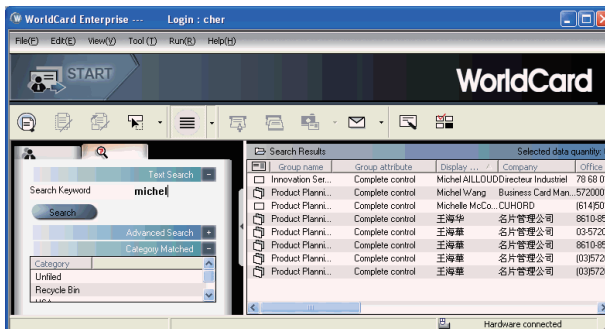 WorldCard Enterprise --- Login : cher
File(F) Edit(E) View(V) Tool (T) Run(R) Help(H)
START
WorldCard
Text Search
Search Keyword michel
Search
Advanced Search
Category Matched
Category
Unfiled
Recycle Bin
Search Results Selected data quantity:
Group name Group attribute Display ... Company Office
Innovation Ser... Complete control Michel AILLOUD Directeur Industriel 78 68 0
Product Planni... Complete control Michel Wang Business Card Man... 572000
Product Planni... Complete control Michelle McCo... CUHORD (614)50
Product Planni... Complete control 王海华 名片管理公司 8610-85
Product Planni... Complete control 王海華 名片管理公司 03-572
Product Planni... Complete control 王海華 名片管理公司 8610-85
Product Planni... Complete control 王海華 名片管理公司 (03)572
Product Planni... Complete control 王海華 名片管理公司 (03)572
Hardware connected